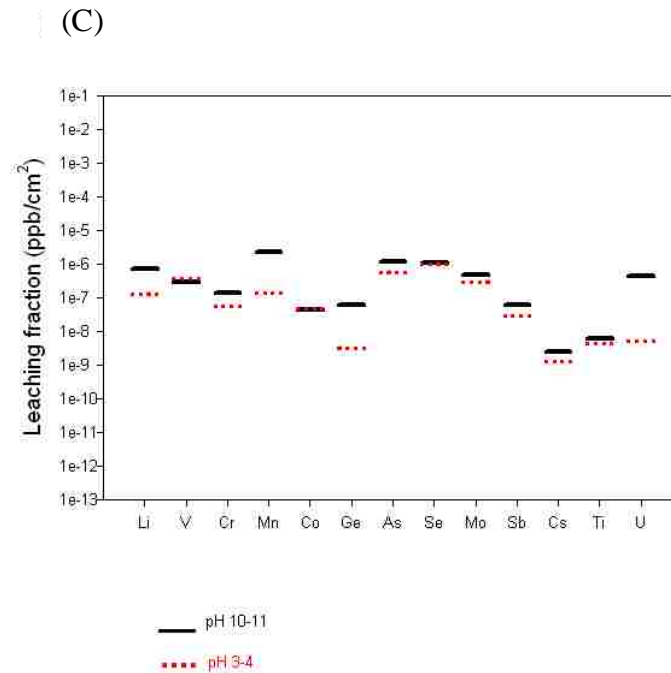 (C)
Leaching fraction (ppb/cm²)
1e-1
1e-2
1e-3
1e-4
1e-5
1e-6
1e-7
1e-8
1e-9
1e-10
1e-11
1e-12
1e-13
Li V Cr Mn Co Ge As Se Mo Sb Cs Ti U
pH 10-11
pH 3-4